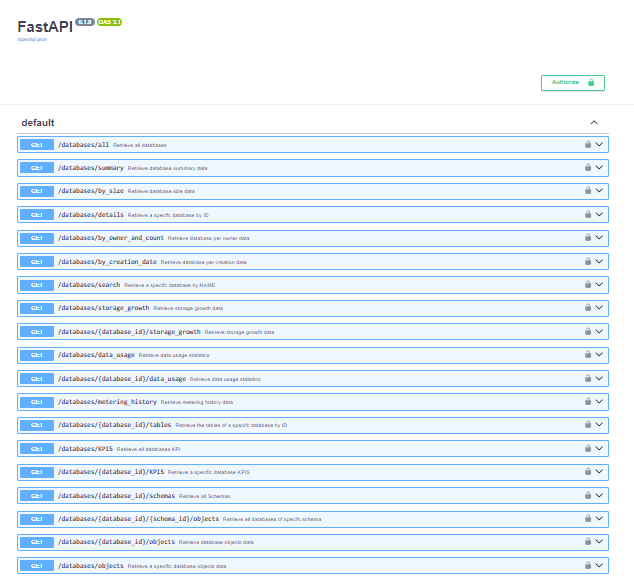 FastAPI 0.1.0 OAS 3.1
/openapi.json
Authorize
default
GET /databases/all Retrieve all databases
GET /databases/summary Retrieve database summary data
GET /databases/by_size Retrieve database size data
GET /databases/details Retrieve a specific database by ID
GET /databases/by_owner_and_count Retrieve database per owner data
GET /databases/by_creation_date Retrieve database per creation date
GET /databases/search Retrieve a specific database by NAME
GET /databases/storage_growth Retrieve storage growth data
GET /databases/{database_id}/storage_growth Retrieve storage growth data
GET /databases/data_usage Retrieve data usage statistics
GET /databases/{database_id}/data_usage Retrieve data usage statistics
GET /databases/metering_history Retrieve metering history data
GET /databases/{database_id}/tables Retrieve the tables of a specific database by ID
GET /databases/KPIS Retrieve all databases KPI
GET /databases/{database_id}/KPIS Retrieve a specific database KPIS
GET /databases/{database_id}/schemas Retrieve all Schemas
GET /databases/{database_id}/{schema_id}/objects Retrieve all databases of specific schema
GET /databases/{database_id}/objects Retrieve database objects data
GET /databases/objects Retrieve a specific database objects data